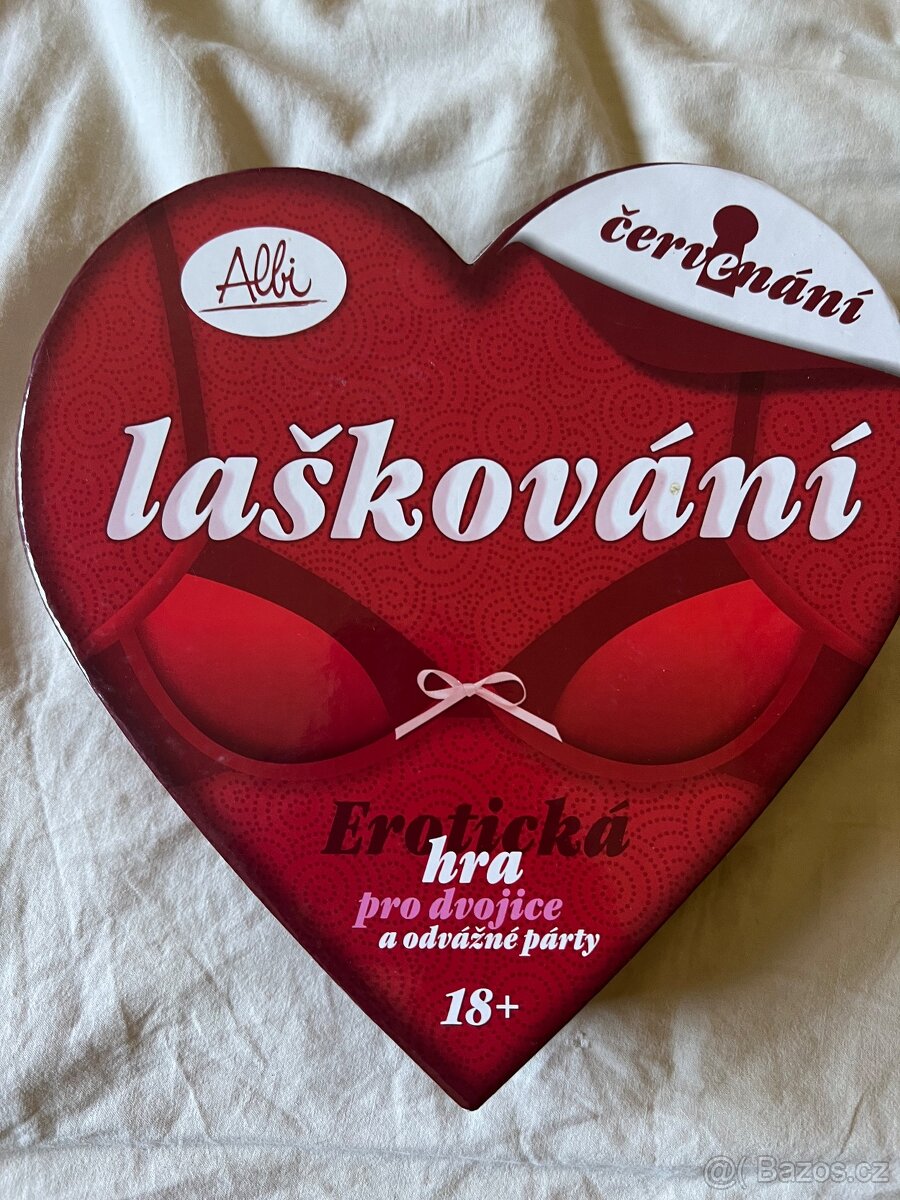 Albi
červenání
laškování
Erotická
hra
pro dvojice
a odvážné párty
18+
@( Bazos.cz